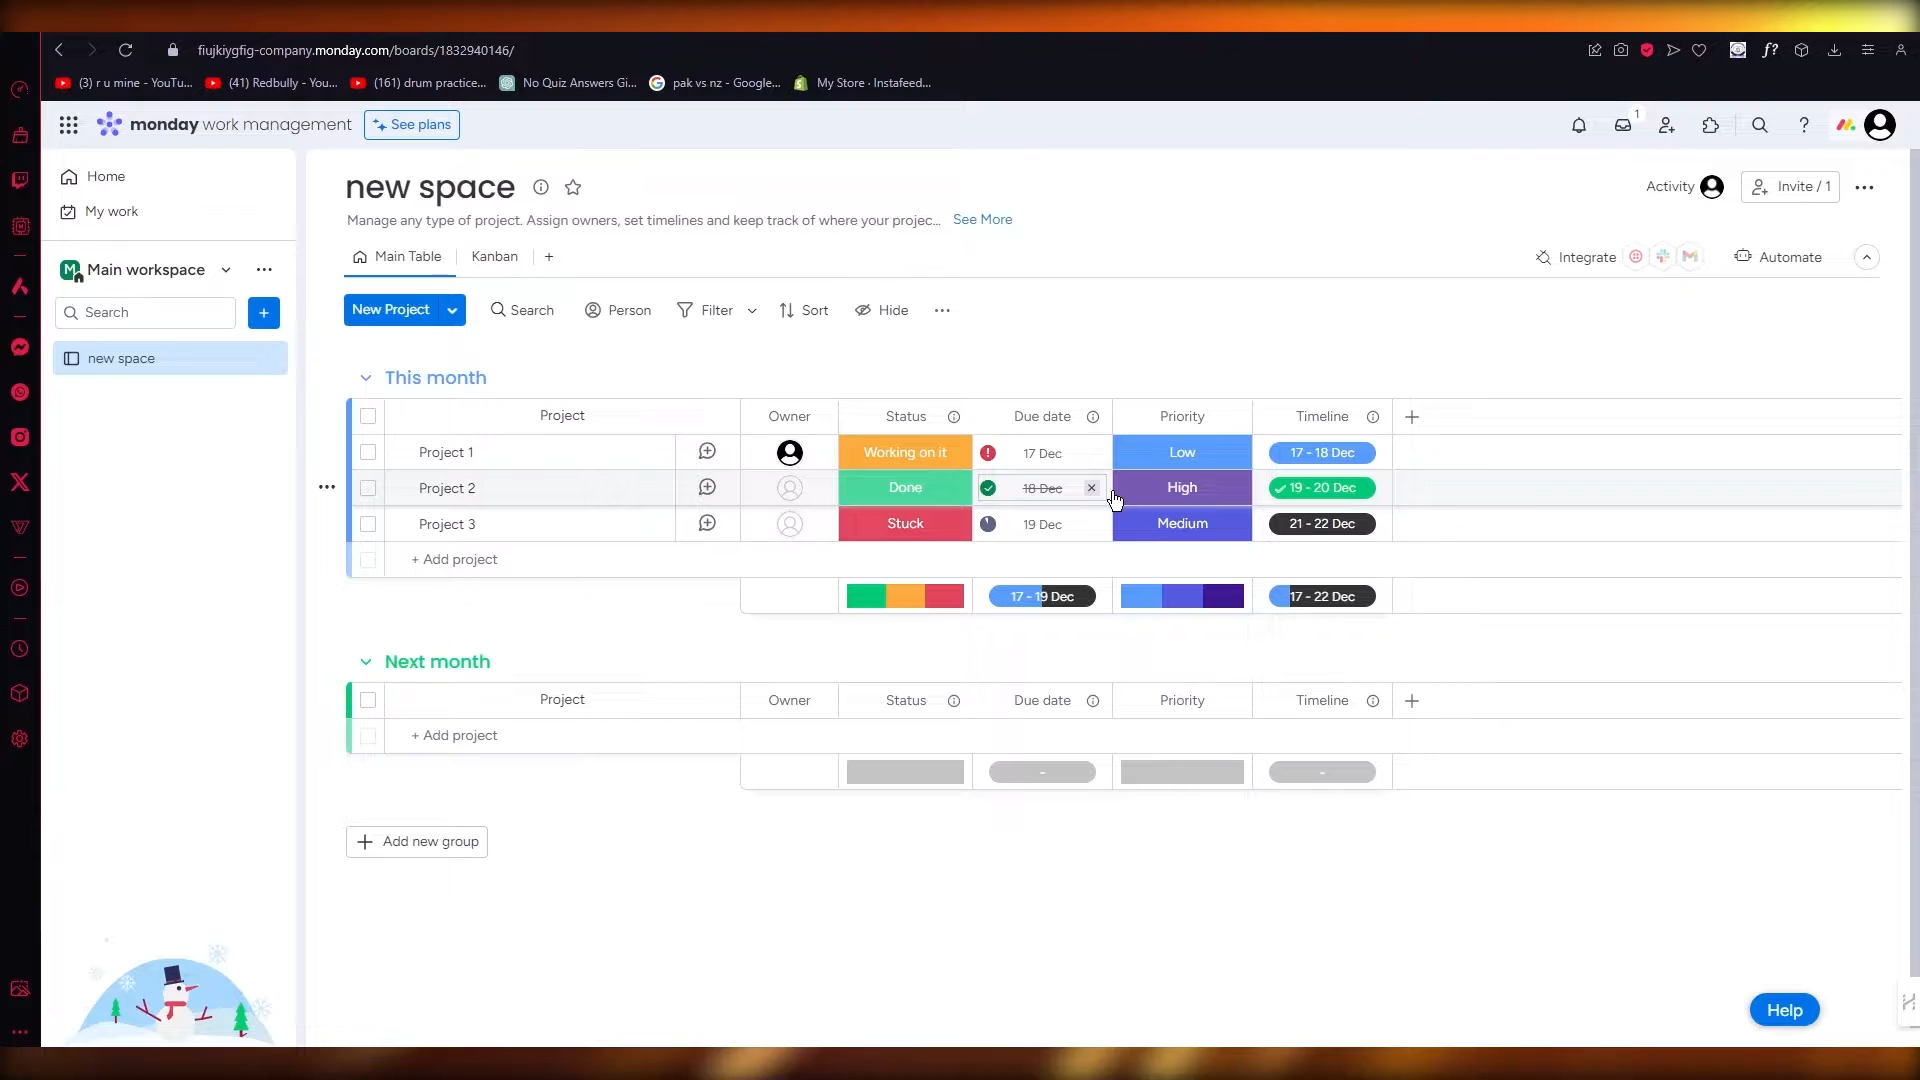 fiujkiygfig-company.monday.com/boards/1832940146/
(3) r u mine - YouTu...
(41) Redbully - You...
(161) drum practice...
No Quiz Answers Gi...
pak vs nz - Google...
My Store · Instafeed...
monday work management
See plans
1
Home
My work
M
Main workspace
Search
new space
new space
Activity
Invite / 1
Manage any type of project. Assign owners, set timelines and keep track of where your projec... See More
Main Table
Kanban
Integrate
Automate
New Project
Search
Person
Filter
Sort
Hide
This month
Project Owner Status Due date Priority Timeline
Project 1 Working on it 17 Dec Low 17 - 18 Dec
Project 2 Done 18 Dec High 19 - 20 Dec
Project 3 Stuck 19 Dec Medium 21 - 22 Dec
+ Add project
17 - 19 Dec 17 - 22 Dec
Next month
Project Owner Status Due date Priority Timeline
+ Add project
- -
Add new group
Help